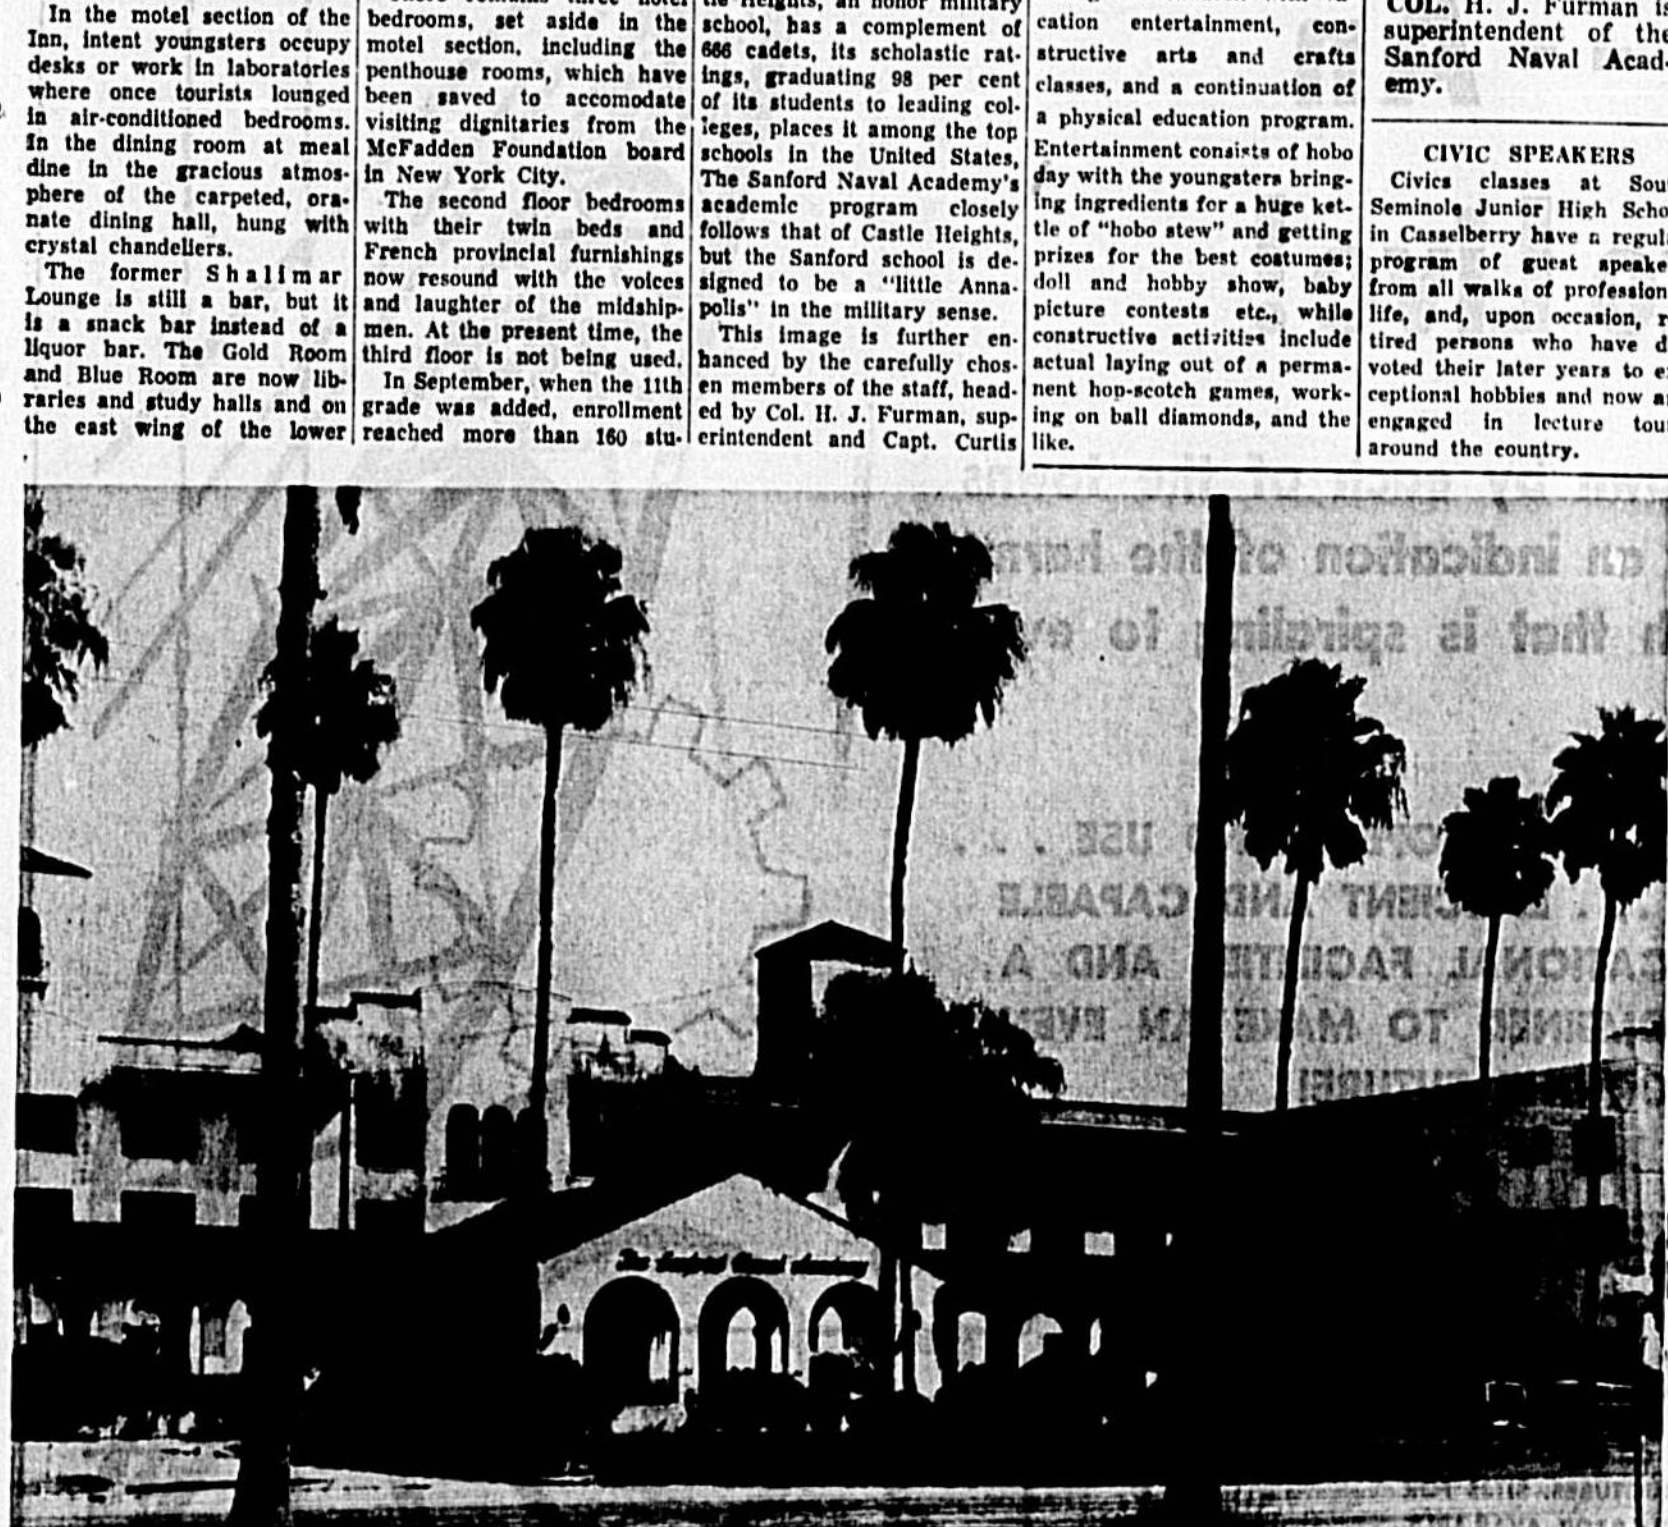 In the motel section of the
Inn, intent youngsters occupy
desks or work in laboratories
where once tourists lounged
in air-conditioned bedrooms.
In the dining room at meal
dine in the gracious atmos-
phere of the carpeted, ora-
nate dining hall, hung with
crystal chandeliers.
The former Shalimar
Lounge is still a bar, but it
is a snack bar instead of a
liquor bar. The Gold Room
and Blue Room are now lib-
raries and study halls and on
the east wing of the lower
bedrooms, set aside in the
motel section, including the
penthouse rooms, which have
been saved to accomodate
visiting dignitaries from the
McFadden Foundation board
in New York City.
The second floor bedrooms
with their twin beds and
French provincial furnishings
now resound with the voices
and laughter of the midship-
men. At the present time, the
third floor is not being used.
In September, when the 11th
grade was added, enrollment
reached more than 160 stu-
Heights, an honor military
school, has a complement of
666 cadets, its scholastic rat-
ings, graduating 98 per cent
of its students to leading col-
leges, places it among the top
schools in the United States,
The Sanford Naval Academy's
academic program closely
follows that of Castle Heights,
but the Sanford school is de-
signed to be a "little Anna-
polis" in the military sense.
This image is further en-
hanced by the carefully chos-
en members of the staff, head-
ed by Col. H. J. Furman, sup-
erintendent and Capt. Curtis
cation entertainment, con-
structive arts and crafts
classes, and a continuation of
a physical education program.
Entertainment consists of hobo
day with the youngsters bring-
ing ingredients for a huge ket-
tle of "hobo stew" and getting
prizes for the best costumes;
doll and hobby show, baby
picture contests etc., while
constructive activities include
actual laying out of a perma-
nent hop-scotch games, work-
ing on ball diamonds, and the
like.
COL. H. J. Furman is
superintendent of the
Sanford Naval Acad-
emy.
CIVIC SPEAKERS
Civics classes at Sou
Seminole Junior High Scho
in Casselberry have a regul
program of guest speake
from all walks of profession
life, and, upon occasion, r
tired persons who have d
voted their later years to e
ceptional hobbies and now a
engaged in lecture tou
around the country.
The Sanford Naval Academy